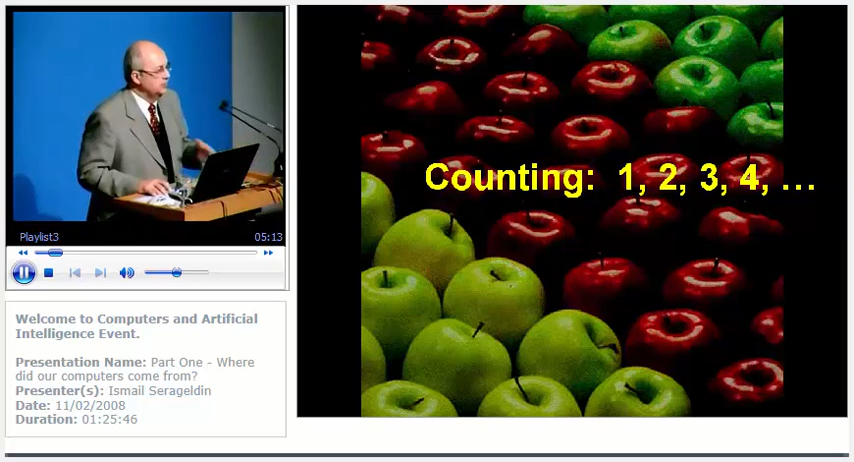 Playlist3 05:13
Counting: 1, 2, 3, 4, ...
Welcome to Computers and Artificial
Intelligence Event.
Presentation Name: Part One - Where
did our computers come from?
Presenter(s): Ismail Serageldin
Date: 11/02/2008
Duration: 01:25:46